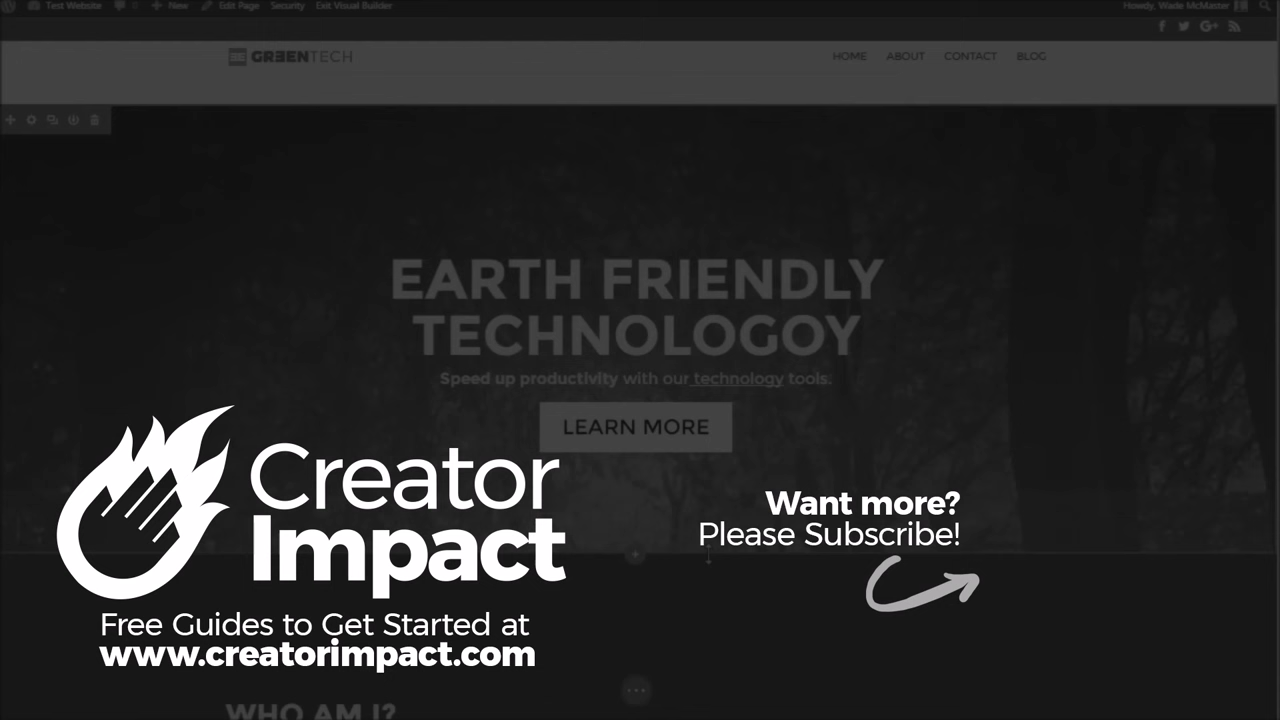 Test Website 0 New Edit Page Security Exit Visual Builder Howdy, Wade McMaster
GREENTECH HOME ABOUT CONTACT BLOG
EARTH FRIENDLY
TECHNOLOGOY
Speed up productivity with our technology tools.
LEARN MORE
Creator
Impact
Want more?
Please Subscribe!
Free Guides to Get Started at
www.creatorimpact.com
WHO AM I?